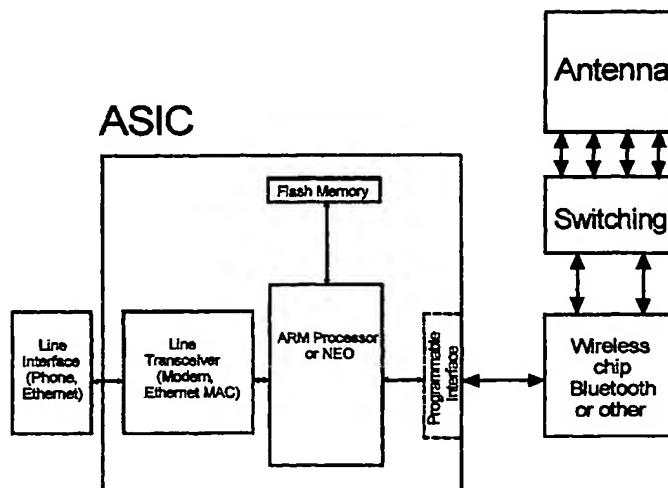 Antenna
ASIC
Flash Memory
Switching
Line
Interface
(Phone,
Ethernet)
Line
Transceiver
(Modem,
Ethernet MAC)
ARM Processor
or NEO
Programmable
Interface
Wireless
chip
Bluetooth
or other